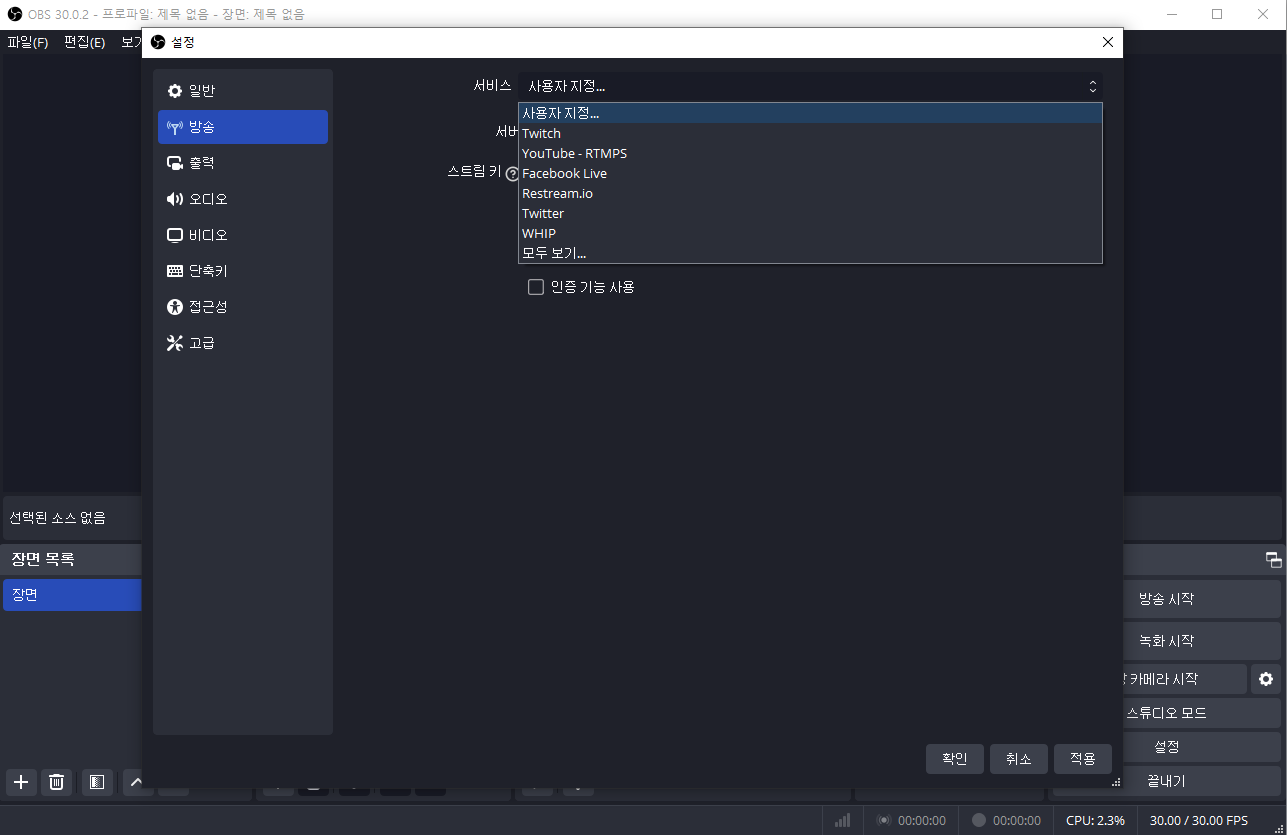 OBS 30.0.2 - 프로파일: 제목 없음 - 장면: 제목 없음
파일(F) 편집(E) 보기
설정
일반
방송
출력
오디오
비디오
단축키
접근성
고급
서비스 사용자 지정...
서버
스트림 키
사용자 지정...
Twitch
YouTube - RTMPS
Facebook Live
Restream.io
Twitter
WHIP
모두 보기...
인증 기능 사용
확인 취소 적용
선택된 소스 없음
장면 목록
장면
방송 시작
녹화 시작
카메라 시작
스튜디오 모드
설정
끝내기
00:00:00 00:00:00 CPU: 2.3% 30.00 / 30.00 FPS